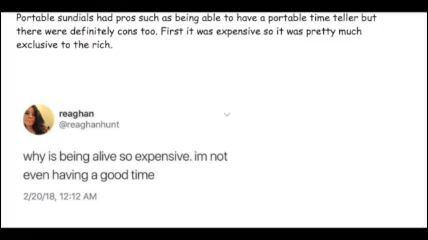 Portable sundials had pros such as being able to have a portable time teller but
there were definitely cons too. First it was expensive so it was pretty much
exclusive to the rich.
reaghan
@reaghanhunt
why is being alive so expensive. im not
even having a good time
2/20/18, 12:12 AM